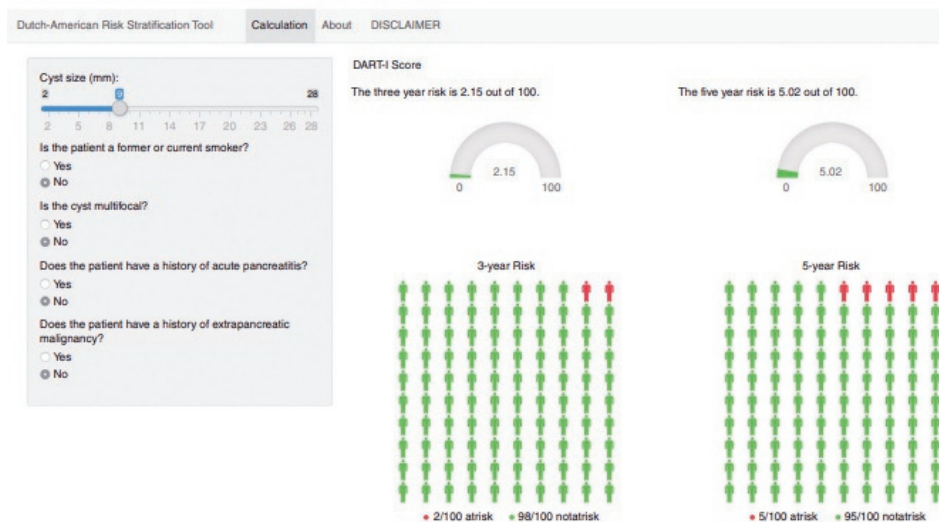 Dutch-American Risk Stratification Tool Calculation About DISCLAIMER
Cyst size (mm):
2 9 28
2 5 8 11 14 17 20 23 26 28
Is the patient a former or current smoker?
Yes
No
Is the cyst multifocal?
Yes
No
Does the patient have a history of acute pancreatitis?
Yes
No
Does the patient have a history of extrapancreatic
malignancy?
Yes
No
DART-I Score
The three year risk is 2.15 out of 100.
2.15
0 100
3-year Risk
2/100 atrisk 98/100 notatrisk
The five year risk is 5.02 out of 100.
5.02
0 100
5-year Risk
5/100 atrisk 95/100 notatrisk